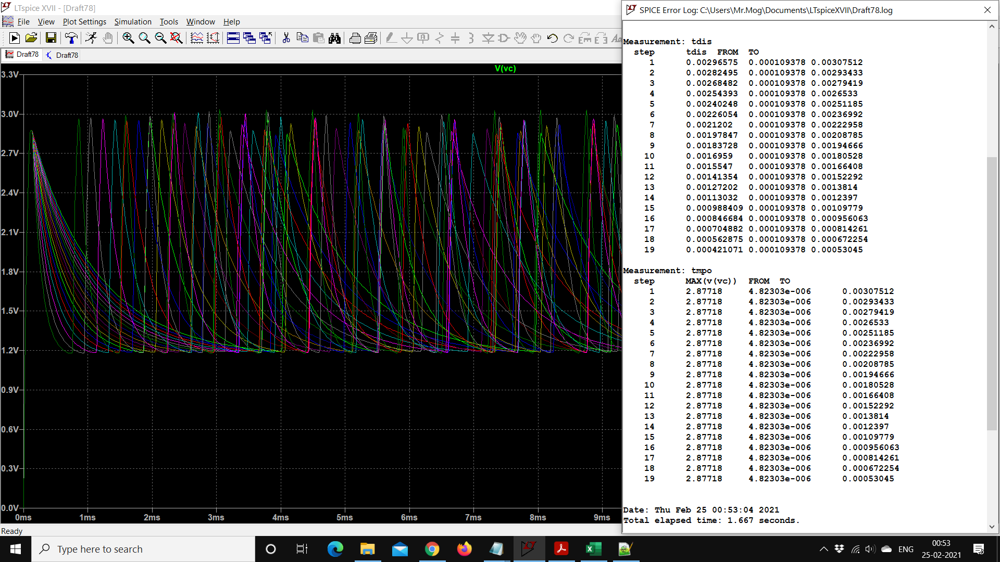 LTspice XVII - [Draft78]
File View Plot Settings Simulation Tools Window Help
Draft78 Draft78
V(vc)
3.3V
3.0V
2.7V
2.4V
2.1V
1.8V
1.5V
1.2V
0.9V
0.6V
0.3V
0.0V
0ms 1ms 2ms 3ms 4ms 5ms 6ms 7ms 8ms 9ms
Ready
SPICE Error Log: C:\Users\Mr.Mog\Documents\LTspiceXVII\Draft78.log
Measurement: tdis
step tdis FROM TO
1 0.00296575 0.000109378 0.00307512
2 0.00282495 0.000109378 0.00293433
3 0.00268482 0.000109378 0.00279419
4 0.00254393 0.000109378 0.0026533
5 0.00240248 0.000109378 0.00251185
6 0.00226054 0.000109378 0.00236992
7 0.0021202 0.000109378 0.00222958
8 0.00197847 0.000109378 0.00208785
9 0.00183728 0.000109378 0.00194666
10 0.0016959 0.000109378 0.00180528
11 0.0015547 0.000109378 0.00166408
12 0.00141354 0.000109378 0.00152292
13 0.00127202 0.000109378 0.0013814
14 0.00113032 0.000109378 0.0012397
15 0.000988409 0.000109378 0.00109779
16 0.000846684 0.000109378 0.000956063
17 0.000704882 0.000109378 0.000814261
18 0.000562875 0.000109378 0.000672254
19 0.000421071 0.000109378 0.00053045
Measurement: tmpo
step MAX(v(vc)) FROM TO
1 2.87718 4.82303e-006 0.00307512
2 2.87718 4.82303e-006 0.00293433
3 2.87718 4.82303e-006 0.00279419
4 2.87718 4.82303e-006 0.0026533
5 2.87718 4.82303e-006 0.00251185
6 2.87718 4.82303e-006 0.00236992
7 2.87718 4.82303e-006 0.00222958
8 2.87718 4.82303e-006 0.00208785
9 2.87718 4.82303e-006 0.00194666
10 2.87718 4.82303e-006 0.00180528
11 2.87718 4.82303e-006 0.00166408
12 2.87718 4.82303e-006 0.00152292
13 2.87718 4.82303e-006 0.0013814
14 2.87718 4.82303e-006 0.0012397
15 2.87718 4.82303e-006 0.00109779
16 2.87718 4.82303e-006 0.000956063
17 2.87718 4.82303e-006 0.000814261
18 2.87718 4.82303e-006 0.000672254
19 2.87718 4.82303e-006 0.00053045
Date: Thu Feb 25 00:53:04 2021
Total elapsed time: 1.667 seconds.
Type here to search
ENG
00:53
25-02-2021